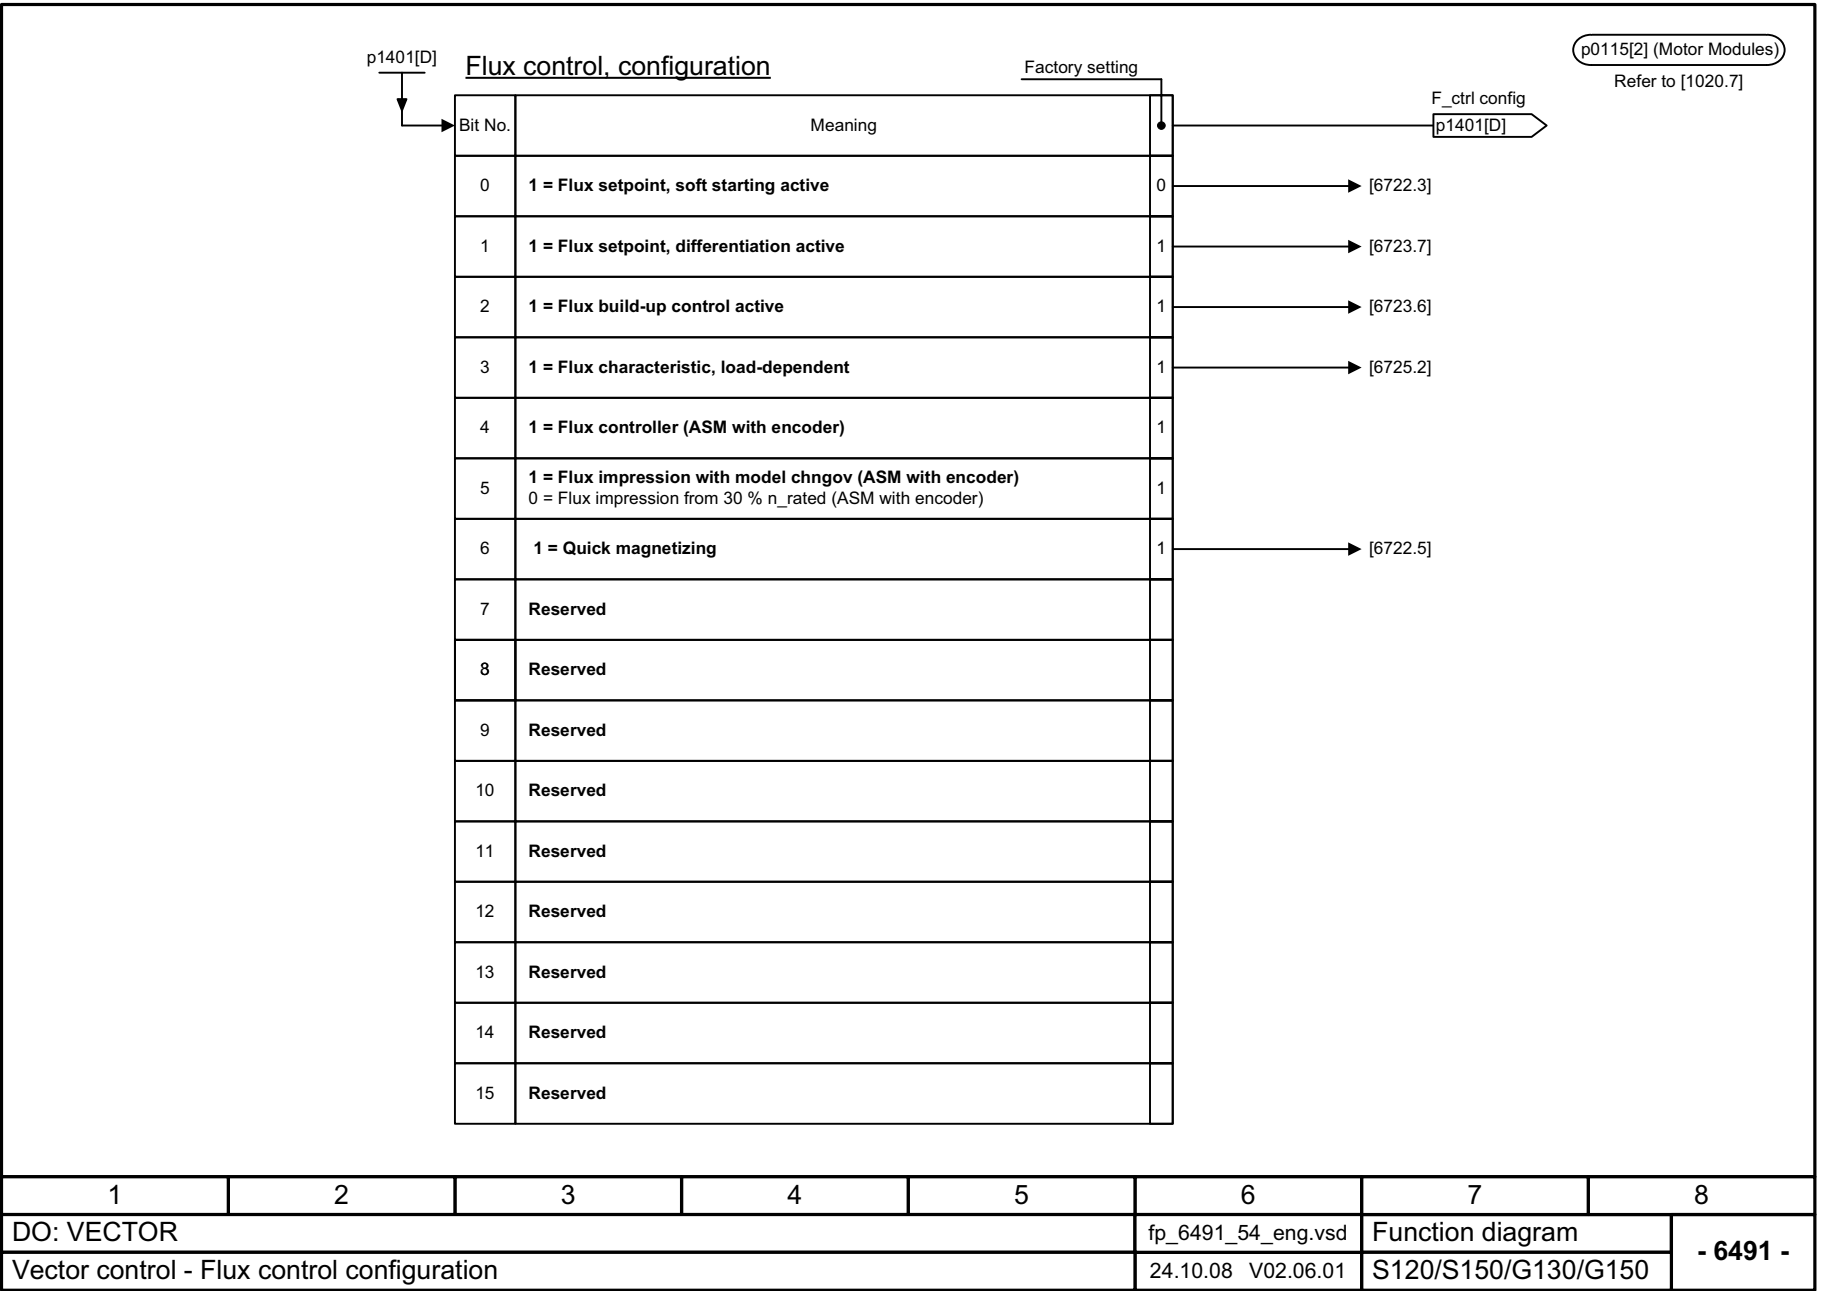 p1401[D]
Flux control, configuration
Factory setting
p0115[2] (Motor Modules)
Refer to [1020.7]
F_ctrl config
p1401[D]
Bit No. Meaning
0 1 = Flux setpoint, soft starting active 0 [6722.3]
1 1 = Flux setpoint, differentiation active 1 [6723.7]
2 1 = Flux build-up control active 1 [6723.6]
3 1 = Flux characteristic, load-dependent 1 [6725.2]
4 1 = Flux controller (ASM with encoder) 1
5 1 = Flux impression with model chngov (ASM with encoder) 1
0 = Flux impression from 30 % n_rated (ASM with encoder)
6 1 = Quick magnetizing 1 [6722.5]
7 Reserved
8 Reserved
9 Reserved
10 Reserved
11 Reserved
12 Reserved
13 Reserved
14 Reserved
15 Reserved
1 2 3 4 5 6 7 8
DO: VECTOR fp_6491_54_eng.vsd Function diagram
- 6491 -
Vector control - Flux control configuration 24.10.08 V02.06.01 S120/S150/G130/G150